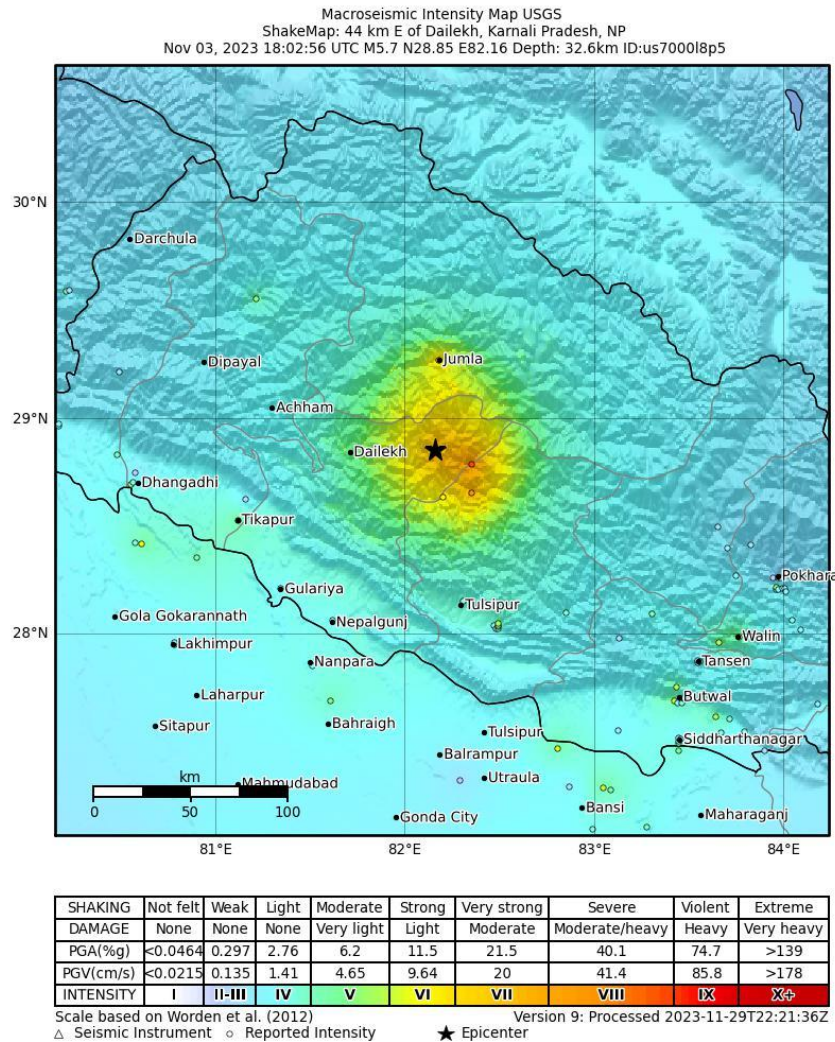 Macroseismic Intensity Map USGS
ShakeMap: 44 km E of Dailekh, Karnali Pradesh, NP
Nov 03, 2023 18:02:56 UTC M5.7 N28.85 E82.16 Depth: 32.6km ID:us7000l8p5
30°N
Darchula
Dipayal
Jumla
29°N
Achham
Dailekh
Dhangadhi
Tikapur
Pokhara
Gulariya
Tulsipur
Gola Gokarannath
28°N
Nepalgunj
Walin
Lakhimpur
Nanpara
Tansen
Laharpur
Butwal
Sitapur
Bahraigh
Tulsipur
Siddharthanagar
Balrampur
km
Mahmudabad
Utraula
0 50 100
Bansi
Gonda City
Maharaganj
81°E 82°E 83°E 84°E
SHAKING Not felt Weak Light Moderate Strong Very strong Severe Violent Extreme
DAMAGE None None None Very light Light Moderate Moderate/heavy Heavy Very heavy
PGA(%g) <0.0464 0.297 2.76 6.2 11.5 21.5 40.1 74.7 >139
PGV(cm/s) <0.0215 0.135 1.41 4.65 9.64 20 41.4 85.8 >178
INTENSITY I II-III IV V VI VII VIII IX X+
Scale based on Worden et al. (2012) Version 9: Processed 2023-11-29T22:21:36Z
△ Seismic Instrument ○ Reported Intensity ★ Epicenter